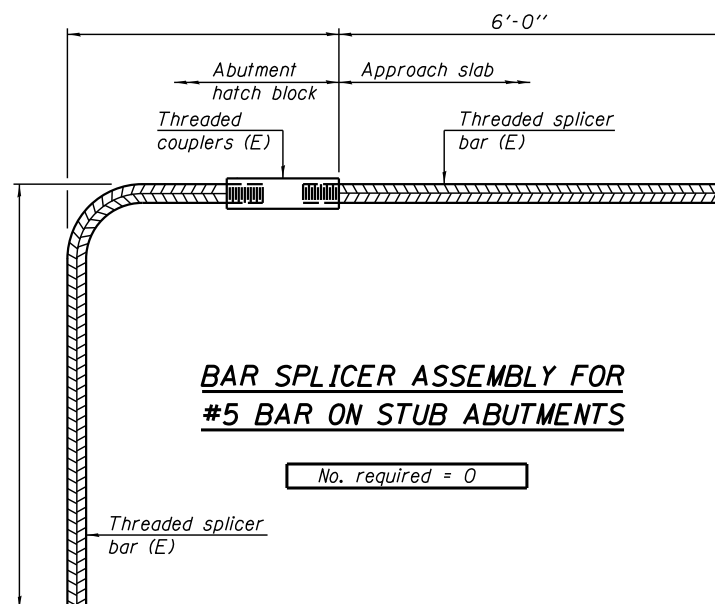 6'-0"
Abutment
hatch block
Approach slab
Threaded
couplers (E)
Threaded splicer
bar (E)
BAR SPLICER ASSEMBLY FOR
#5 BAR ON STUB ABUTMENTS
No. required = 0
Threaded splicer
bar (E)